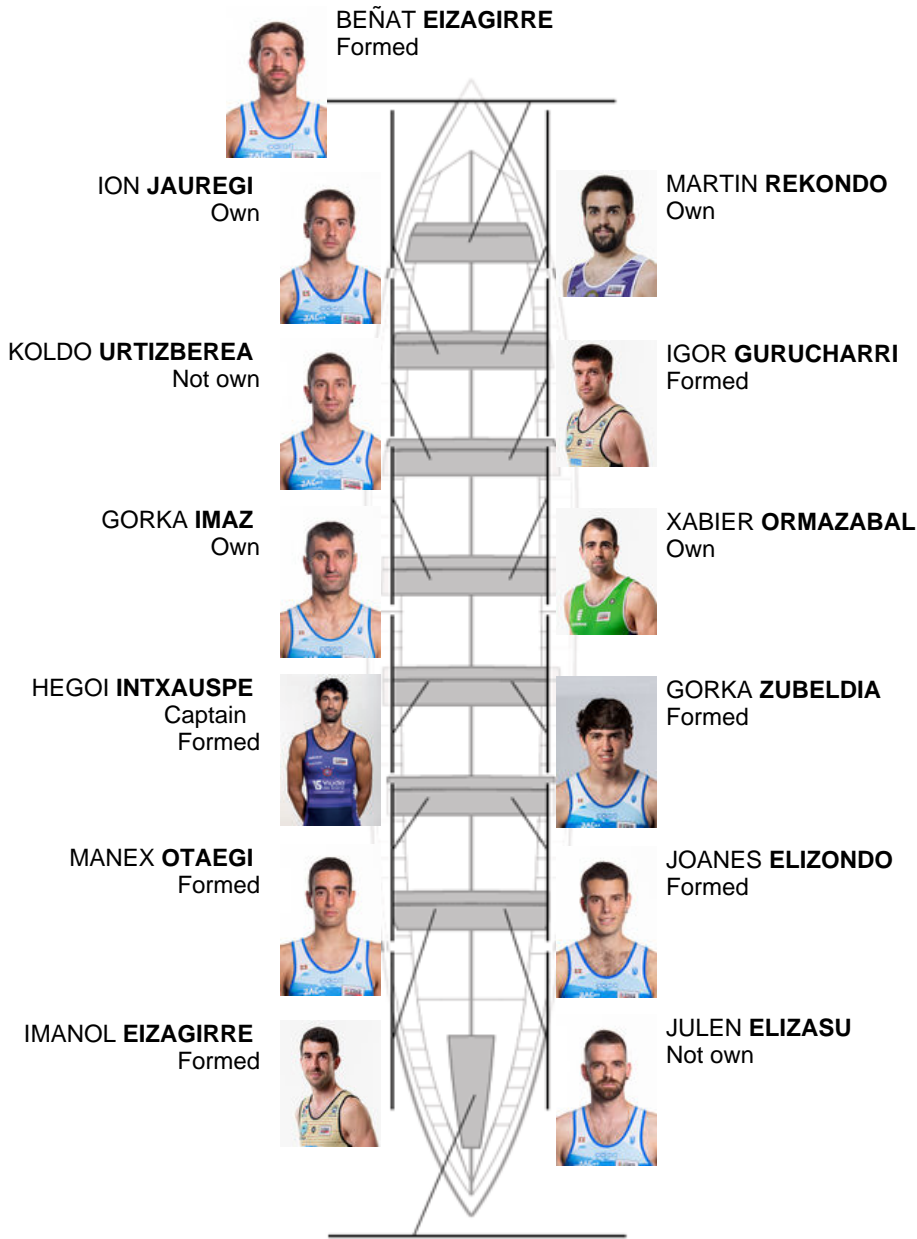 BEÑAT EIZAGIRRE
Formed
ION JAUREGI
Own
MARTIN REKONDO
Own
KOLDO URTIZBEREA
Not own
IGOR GURUCHARRI
Formed
GORKA IMAZ
Own
XABIER ORMAZABAL
Own
HEGOI INTXAUSPE
Captain
Formed
GORKA ZUBELDIA
Formed
MANEX OTAEGI
Formed
JOANES ELIZONDO
Formed
IMANOL EIZAGIRRE
Formed
JULEN ELIZASU
Not own